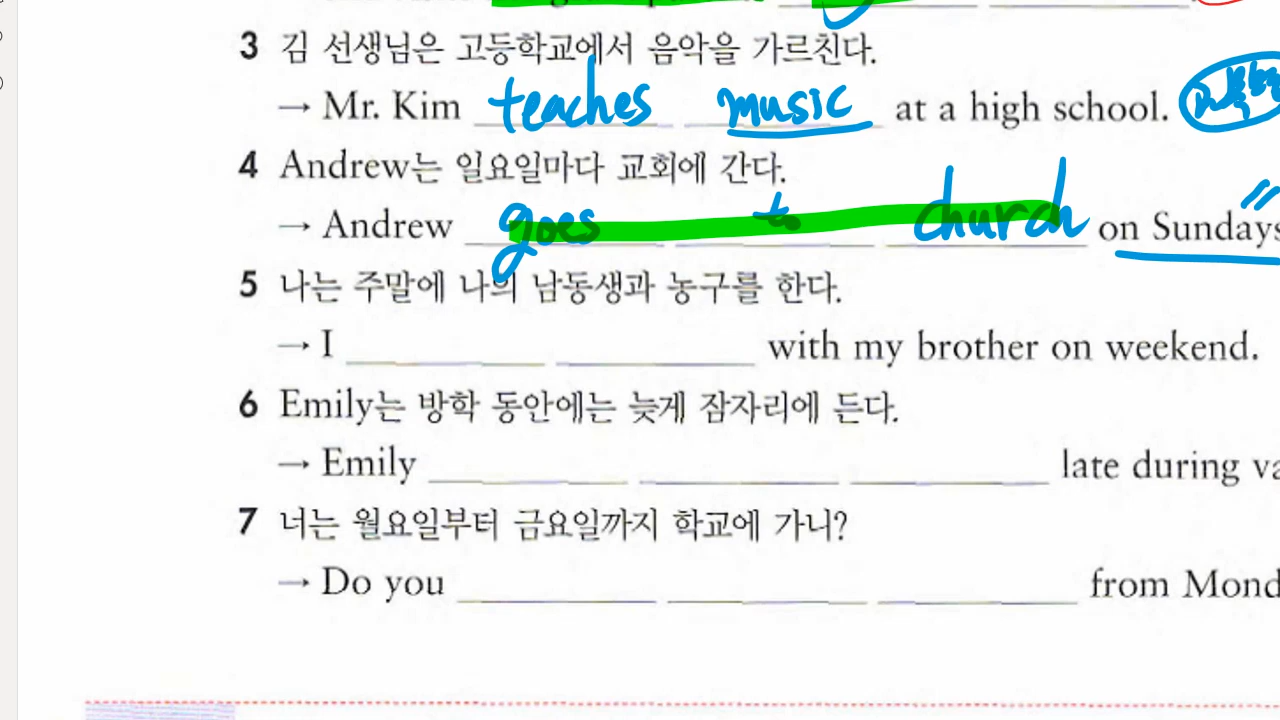 3 김 선생님은 고등학교에서 음악을 가르친다.
→ Mr. Kim teaches music at a high school.
4 Andrew는 일요일마다 교회에 간다.
→ Andrew goes to church on Sundays
5 나는 주말에 나의 남동생과 농구를 한다.
→ I with my brother on weekend.
6 Emily는 방학 동안에는 늦게 잠자리에 든다.
→ Emily late during
7 너는 월요일부터 금요일까지 학교에 가니?
→ Do you from